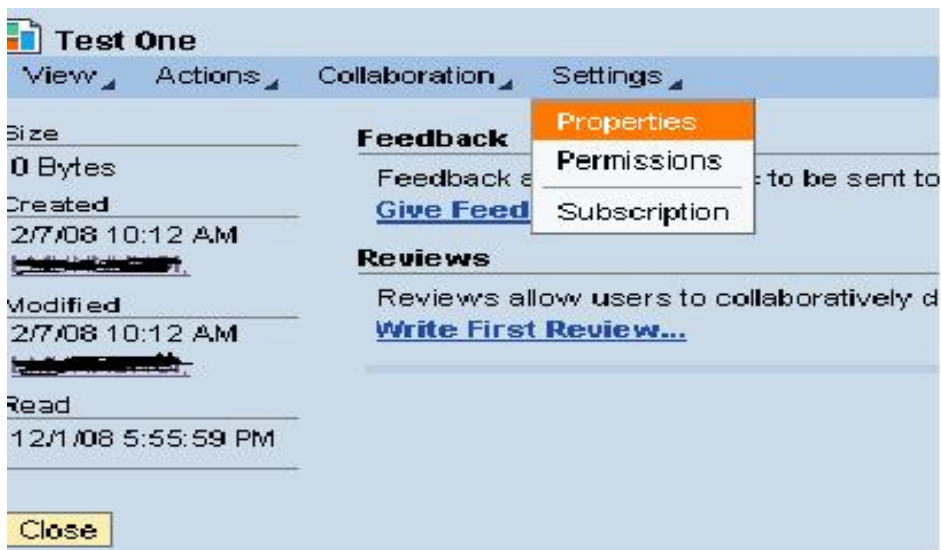 Test One
View Actions Collaboration Settings
Size
0 Bytes
Created
2/7/08 10:12 AM
Modified
2/7/08 10:12 AM
Read
12/1/08 5:55:59 PM
Close
Properties
Permissions
Subscription
Feedback
Feedback to be sent to
Give Feed
Reviews
Reviews allow users to collaboratively d
Write First Review...